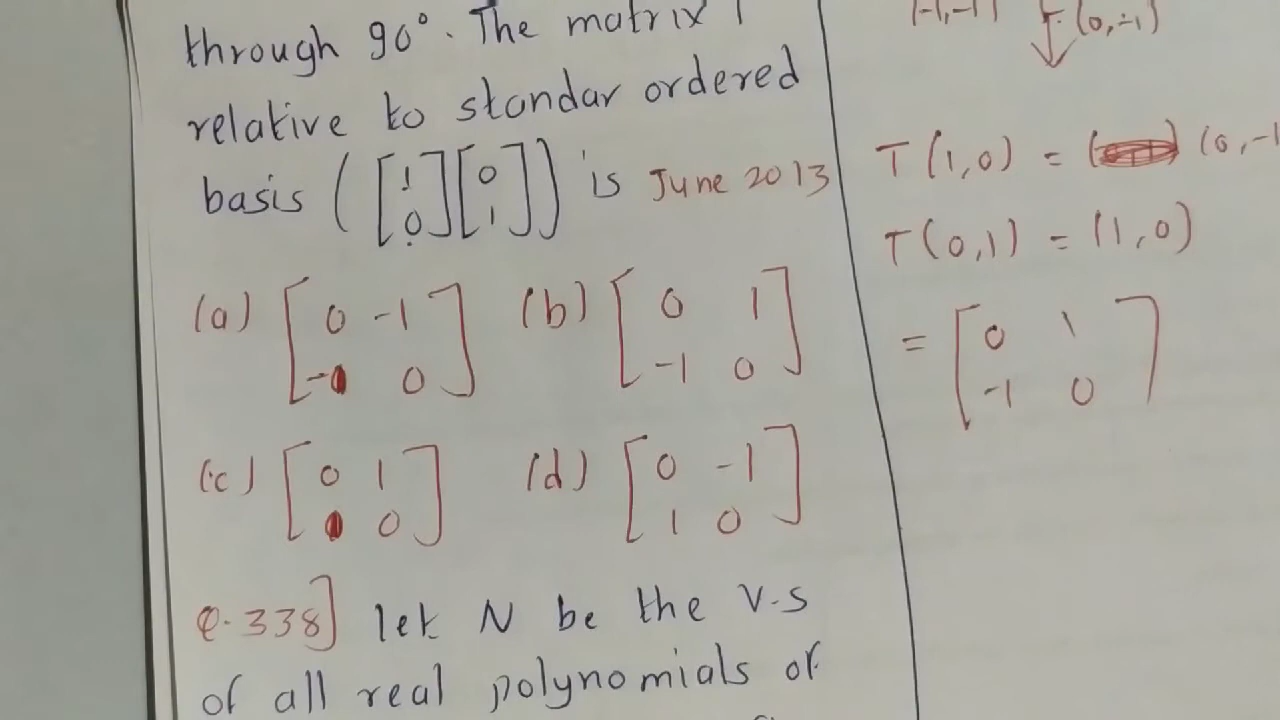 through 90°. The matrix T
relative to standar ordered
basis ([1 0] [0 1]) is June 2013
(a) [0 -1
-1 0] (b) [0 1
-1 0]
(c) [0 1
1 0] (d) [0 -1
1 0]
Q.338] let N be the V.S
of all real polynomials of
(-1,-1) T (0,-1)
T(1,0) = (0,-1
T(0,1) = (1,0)
= [0 1
-1 0]